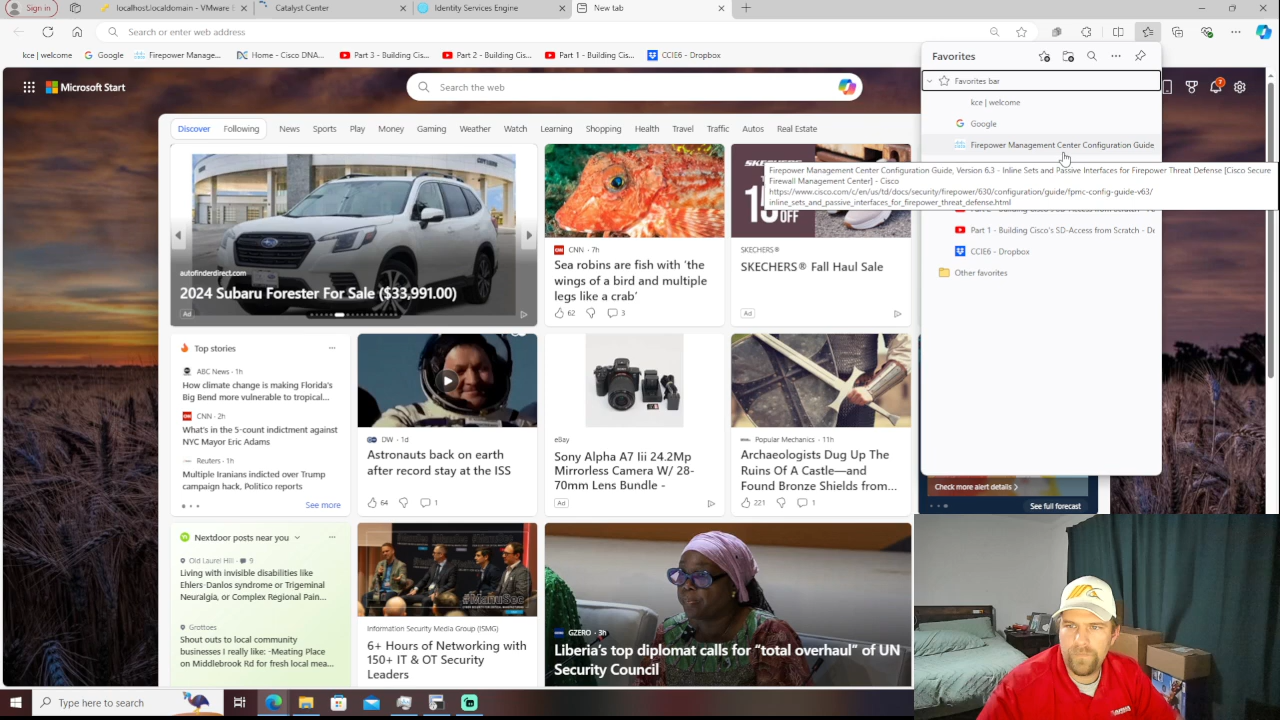 Sign in
localhost.localdomain - VMware
Catalyst Center
Identity Services Engine
New tab
Search or enter web address
kce | welcome
Google
Firepower Manage...
Home - Cisco DNA...
Part 3 - Building Cis...
Part 2 - Building Cis...
Part 1 - Building Cis...
CCIE6 - Dropbox
Favorites
Favorites bar
kce | welcome
Google
Firepower Management Center Configuration Guide
Firepower Management Center Configuration Guide, Version 6.3 - Inline Sets and Passive Interfaces for Firepower Threat Defense [Cisco Secure
Firewall Management Center] - Cisco
https://www.cisco.com/c/en/us/td/docs/security/firepower/630/configuration/guide/fpmc-config-guide-v63/
inline_sets_and_passive_interfaces_for_firepower_threat_defense.html
Part 1 - Building Cisco's SD-Access from Scratch - De
CCIE6 - Dropbox
Other favorites
Microsoft Start
Search the web
7
Discover
Following
News
Sports
Play
Money
Gaming
Weather
Watch
Learning
Shopping
Health
Travel
Traffic
Autos
Real Estate
autofinderdirect.com
2024 Subaru Forester For Sale ($33,991.00)
Ad
CNN · 7h
Sea robins are fish with 'the
wings of a bird and multiple
legs like a crab'
62
3
SKECHERS
OFF
SKECHERS®
SKECHERS® Fall Haul Sale
Ad
Top stories
ABC News · 1h
How climate change is making Florida's
Big Bend more vulnerable to tropical...
CNN · 2h
What's in the 5-count indictment against
NYC Mayor Eric Adams
Reuters · 1h
Multiple Iranians indicted over Trump
campaign hack, Politico reports
See more
DW · 1d
Astronauts back on earth
after record stay at the ISS
64
1
eBay
Sony Alpha A7 Iii 24.2Mp
Mirrorless Camera W/ 28-
70mm Lens Bundle -
Ad
Popular Mechanics · 11h
Archaeologists Dug Up The
Ruins Of A Castle—and
Found Bronze Shields from...
221
1
Check more alert details >
See full forecast
Nextdoor posts near you
Old Laurel Hill · 9
Living with invisible disabilities like
Ehlers-Danlos syndrome or Trigeminal
Neuralgia, or Complex Regional Pain...
Grottoes
Shout outs to local community
businesses I really like: -Meating Place
on Middlebrook Rd for fresh local mea...
#ManuSec
Information Security Media Group (ISMG)
6+ Hours of Networking with
150+ IT & OT Security
Leaders
GZERO · 3h
Liberia's top diplomat calls for "total overhaul" of UN
Security Council
Type here to search